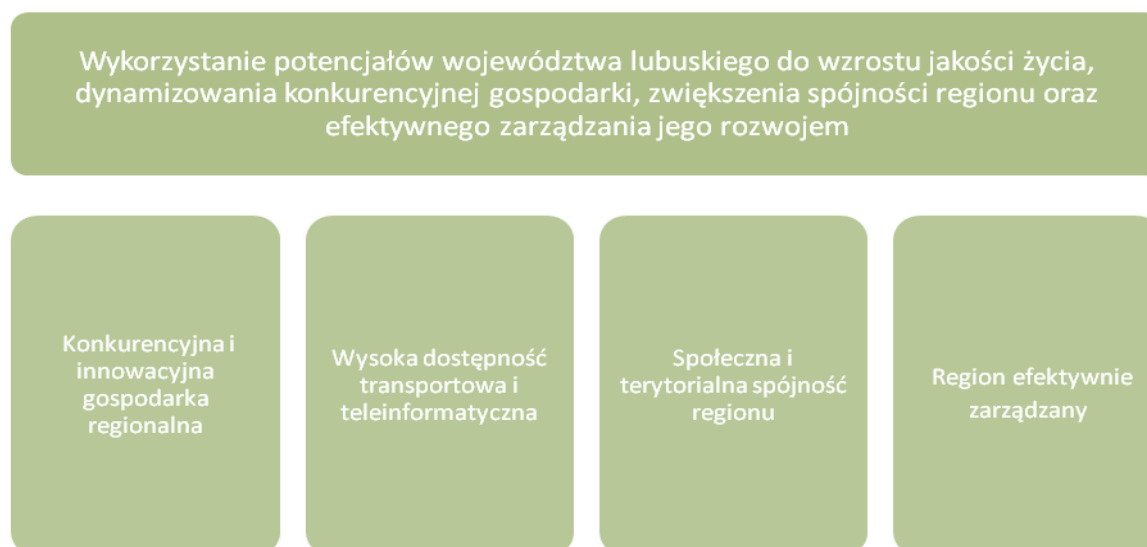 Wykorzystanie potencjałów województwa lubuskiego do wzrostu jakości życia,
dynamizowania konkurencyjnej gospodarki, zwiększenia spójności regionu oraz
efektywnego zarządzania jego rozwojem
Konkurencyjna i
innowacyjna
gospodarka
regionalna
Wysoka dostępność
transportowa i
teleinformatyczna
Społeczna i
terytorialna spójność
regionu
Region efektywnie
zarządzany